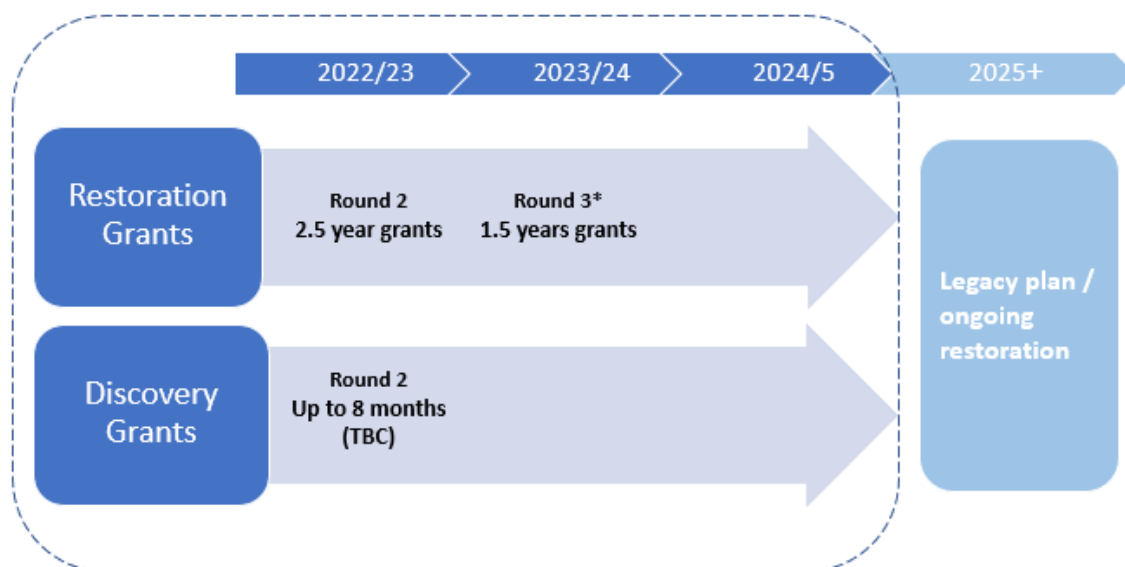 2022/23
2023/24
2024/5
2025+
Restoration
Grants
Round 2
2.5 year grants
Round 3*
1.5 years grants
Discovery
Grants
Round 2
Up to 8 months
(TBC)
Legacy plan /
ongoing
restoration